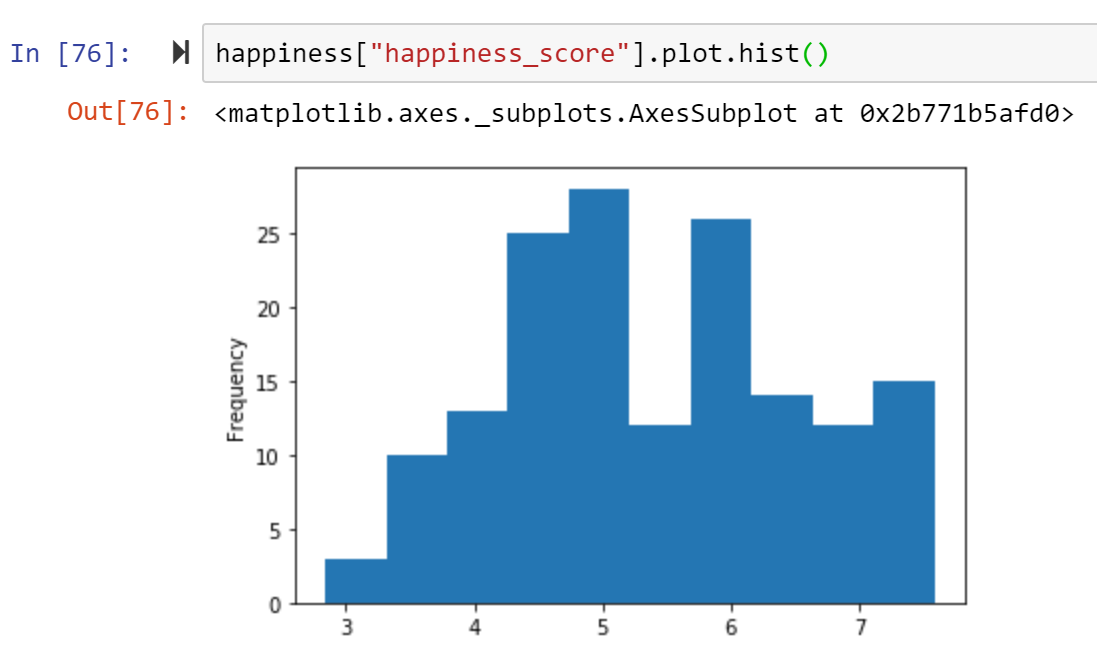 In [76]: happiness["happiness_score"].plot.hist()
Out[76]: <matplotlib.axes._subplots.AxesSubplot at 0x2b771b5afd0>
25
20
15
10
5
0
Frequency
3 4 5 6 7